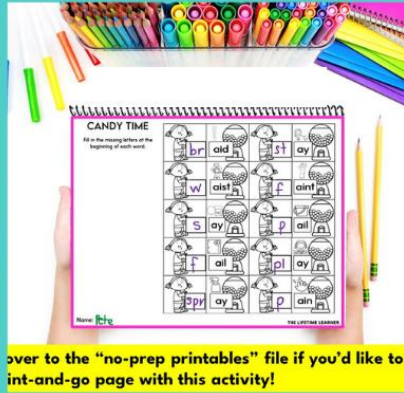 CANDY TIME
Fill in the missing letters at the
beginning of each word.
br aid
st ay
w aist
f aint
s ay
p ail
f ail
pl ay
spr ay
p ain
Name: Pete
THE LIFETIME LEARNER
over to the “no-prep printables” file if you’d like to
int-and-go page with this activity!